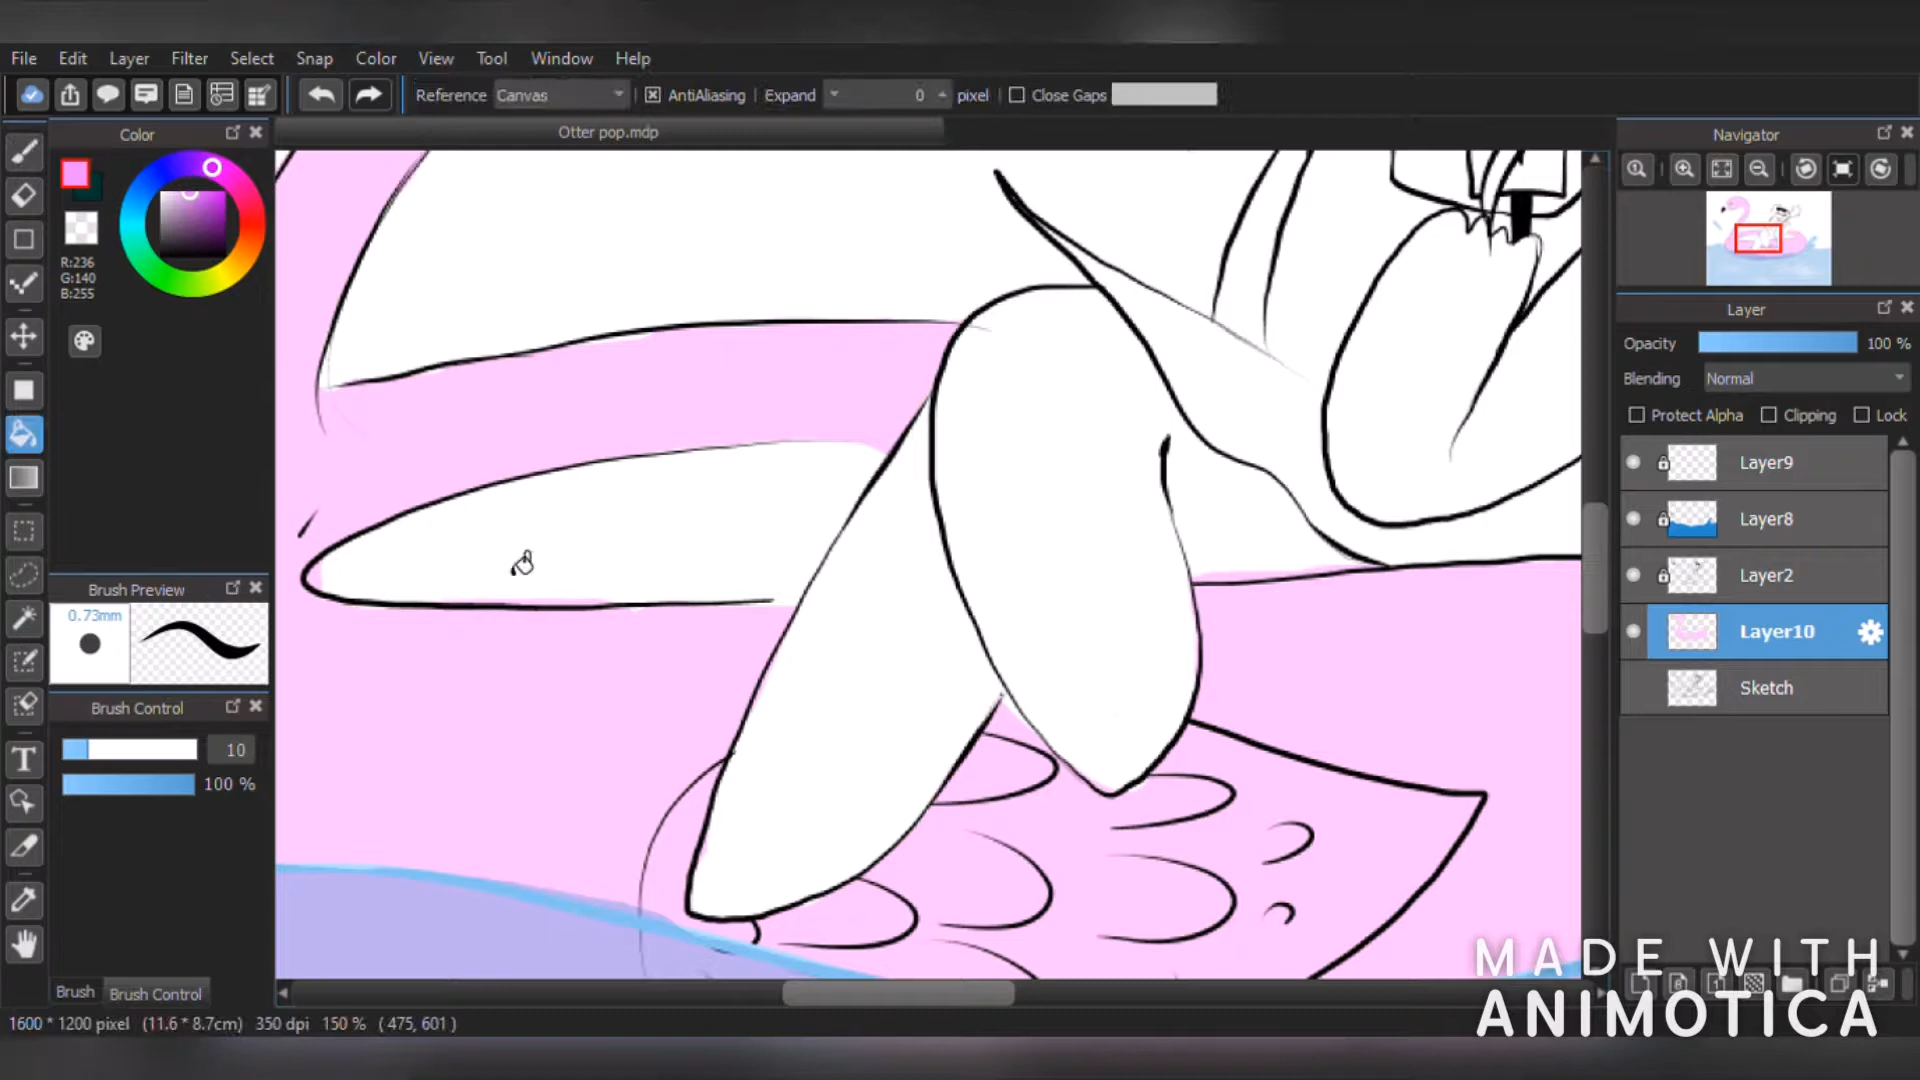 File Edit Layer Filter Select Snap Color View Tool Window Help
Reference Canvas AntiAliasing Expand 0 pixel Close Gaps
Color
Otter pop.mdp
Navigator
R:236
G:140
B:255
Layer
Opacity 100 %
Blending Normal
Protect Alpha Clipping Lock
Layer9
Layer8
Layer2
Layer10
Sketch
Brush Preview
0.73mm
Brush Control
10
100 %
T
Brush Brush Control
1600 * 1200 pixel (11.6 * 8.7cm) 350 dpi 150 % ( 475, 601 )
MADE WITH
ANIMOTICA